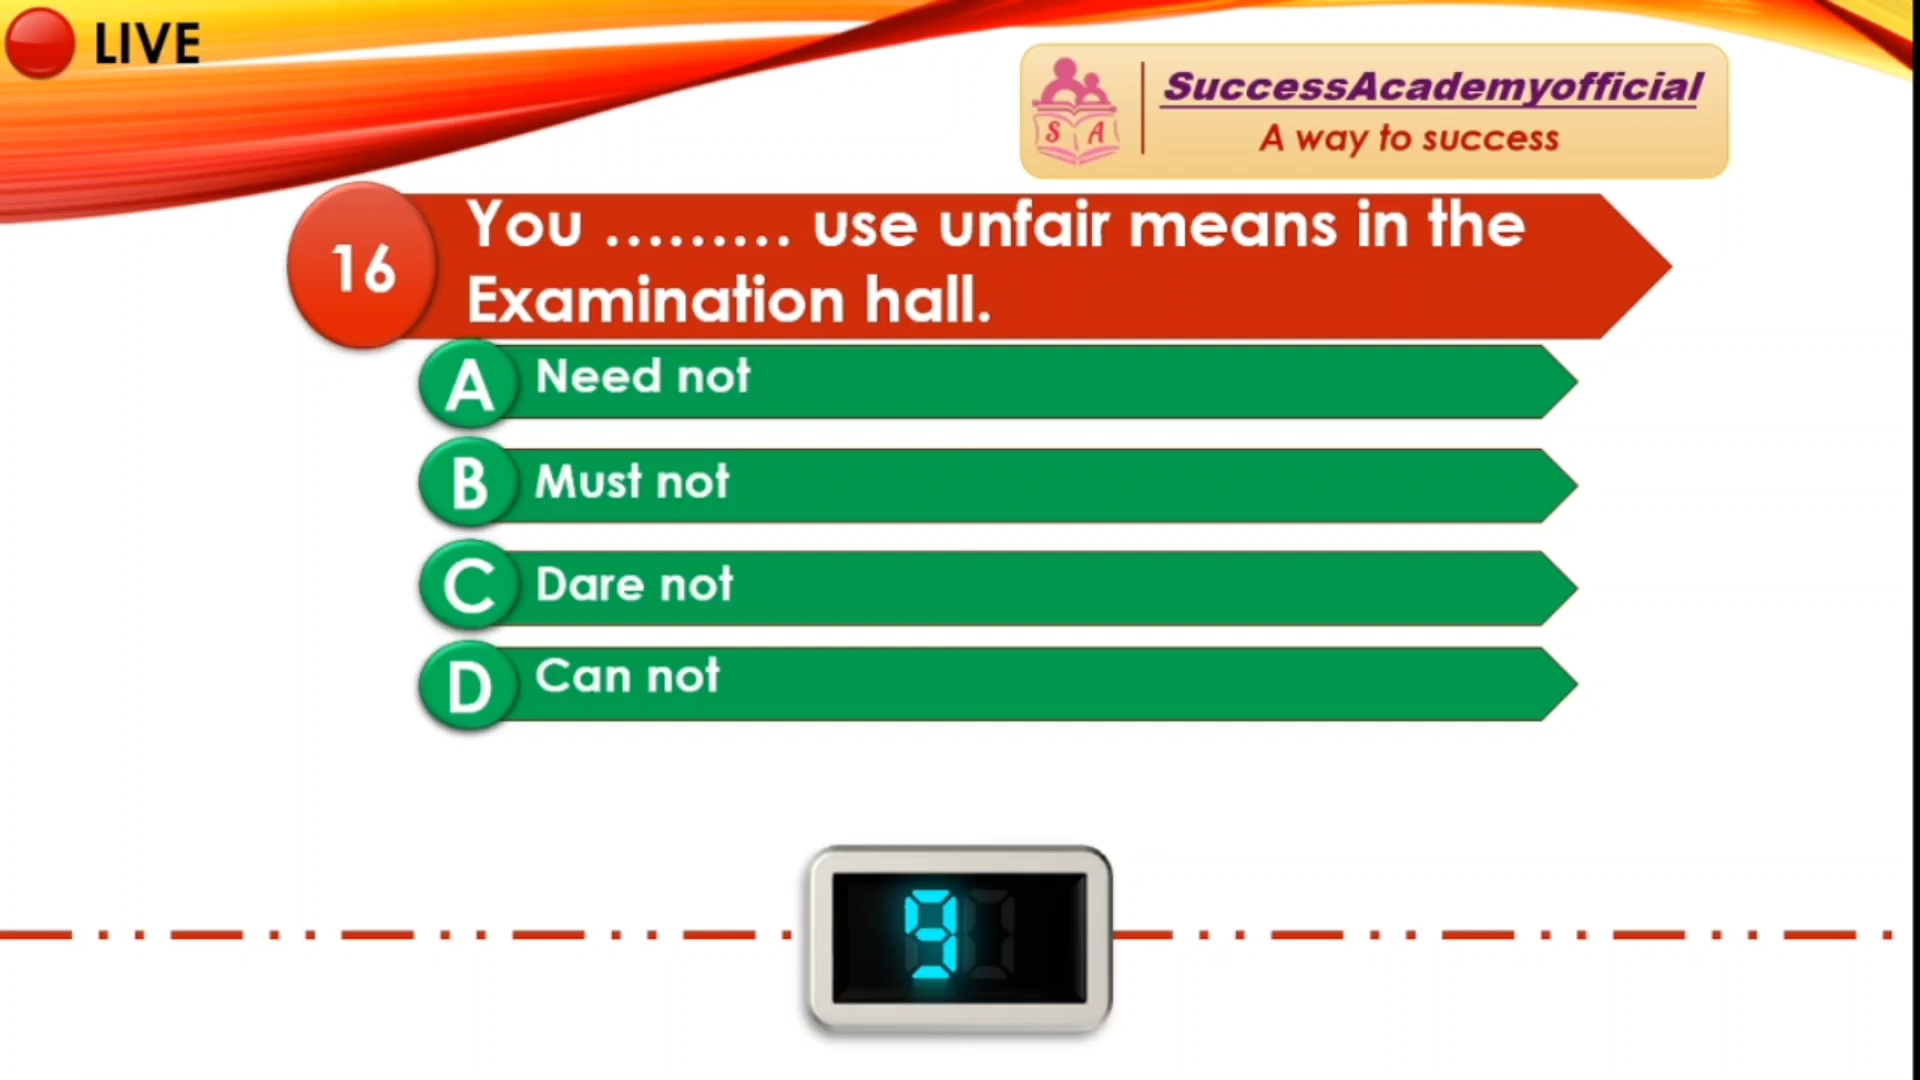 LIVE
SuccessAcademyofficial
S A
A way to success
16
You ......... use unfair means in the
Examination hall.
A Need not
B Must not
C Dare not
D Can not
9